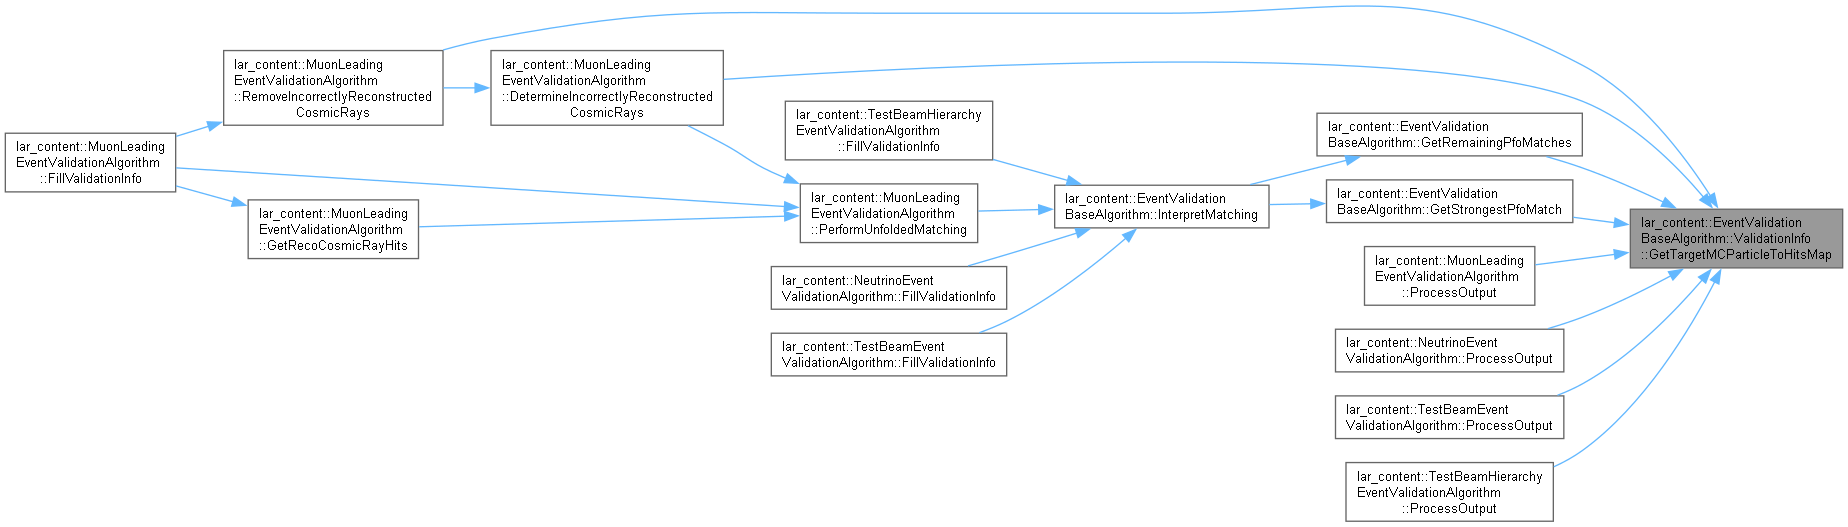 lar_content::MuonLeading
EventValidationAlgorithm
::FillValidationInfo
lar_content::MuonLeading
EventValidationAlgorithm
::RemoveIncorrectlyReconstructed
CosmicRays
lar_content::MuonLeading
EventValidationAlgorithm
::GetRecoCosmicRayHits
lar_content::MuonLeading
EventValidationAlgorithm
::DetermineIncorrectlyReconstructed
CosmicRays
lar_content::TestBeamHierarchy
EventValidationAlgorithm
::FillValidationInfo
lar_content::MuonLeading
EventValidationAlgorithm
::PerformUnfoldedMatching
lar_content::NeutrinoEvent
ValidationAlgorithm::FillValidationInfo
lar_content::TestBeamEvent
ValidationAlgorithm::FillValidationInfo
lar_content::EventValidation
BaseAlgorithm::InterpretMatching
lar_content::EventValidation
BaseAlgorithm::GetRemainingPfoMatches
lar_content::EventValidation
BaseAlgorithm::GetStrongestPfoMatch
lar_content::MuonLeading
EventValidationAlgorithm
::ProcessOutput
lar_content::NeutrinoEvent
ValidationAlgorithm::ProcessOutput
lar_content::TestBeamEvent
ValidationAlgorithm::ProcessOutput
lar_content::TestBeamHierarchy
EventValidationAlgorithm
::ProcessOutput
lar_content::EventValidation
BaseAlgorithm::ValidationInfo
::GetTargetMCParticleToHitsMap